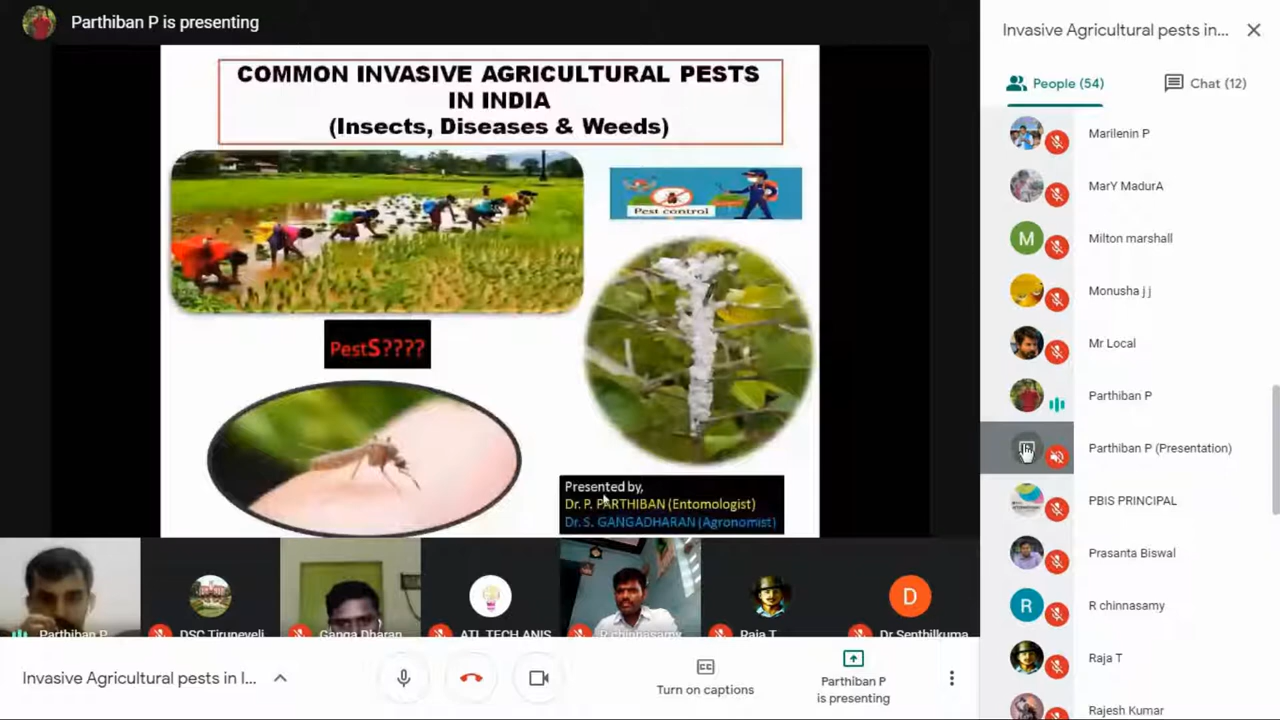 Parthiban P is presenting
COMMON INVASIVE AGRICULTURAL PESTS
IN INDIA
(Insects, Diseases & Weeds)
Pest control
PestS????
Presented by,
Dr. P. PARTHIBAN (Entomologist)
Dr. S. GANGADHARAN (Agronomist)
Parthiban P
DSC Tiruneveli
Ganga Dharan
ATL TECH ANIS
R chinnasamy
Raja T
D
Dr Senthilkuma
Invasive Agricultural pests in I...
Turn on captions
Parthiban P
is presenting
Invasive Agricultural pests in...
People (54)
Chat (12)
Marilenin P
MarY MadurA
M
Milton marshall
Monusha j j
Mr Local
Parthiban P
Parthiban P (Presentation)
PBIS PRINCIPAL
Prasanta Biswal
R
R chinnasamy
Raja T
Rajesh Kumar